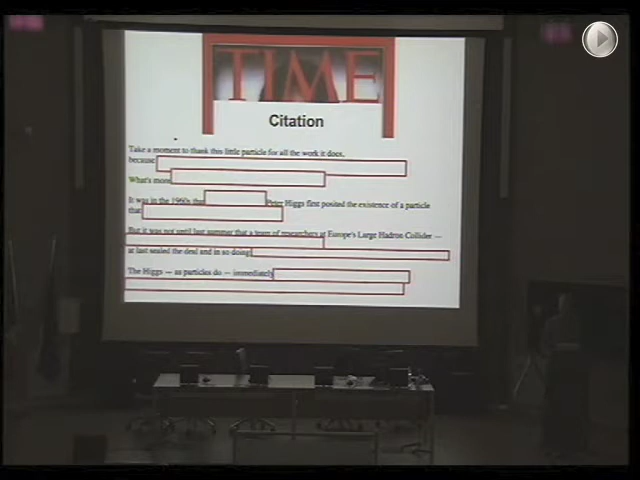 TIME
Citation
Take a moment to thank this little particle for all the work it does,
because
What's more
It was in the 1960s that Peter Higgs first posited the existence of a particle
that
But it was not until last summer that a team of researchers at Europe's Large Hadron Collider —
at last sealed the deal and in so doing
The Higgs — as particles do — immediately